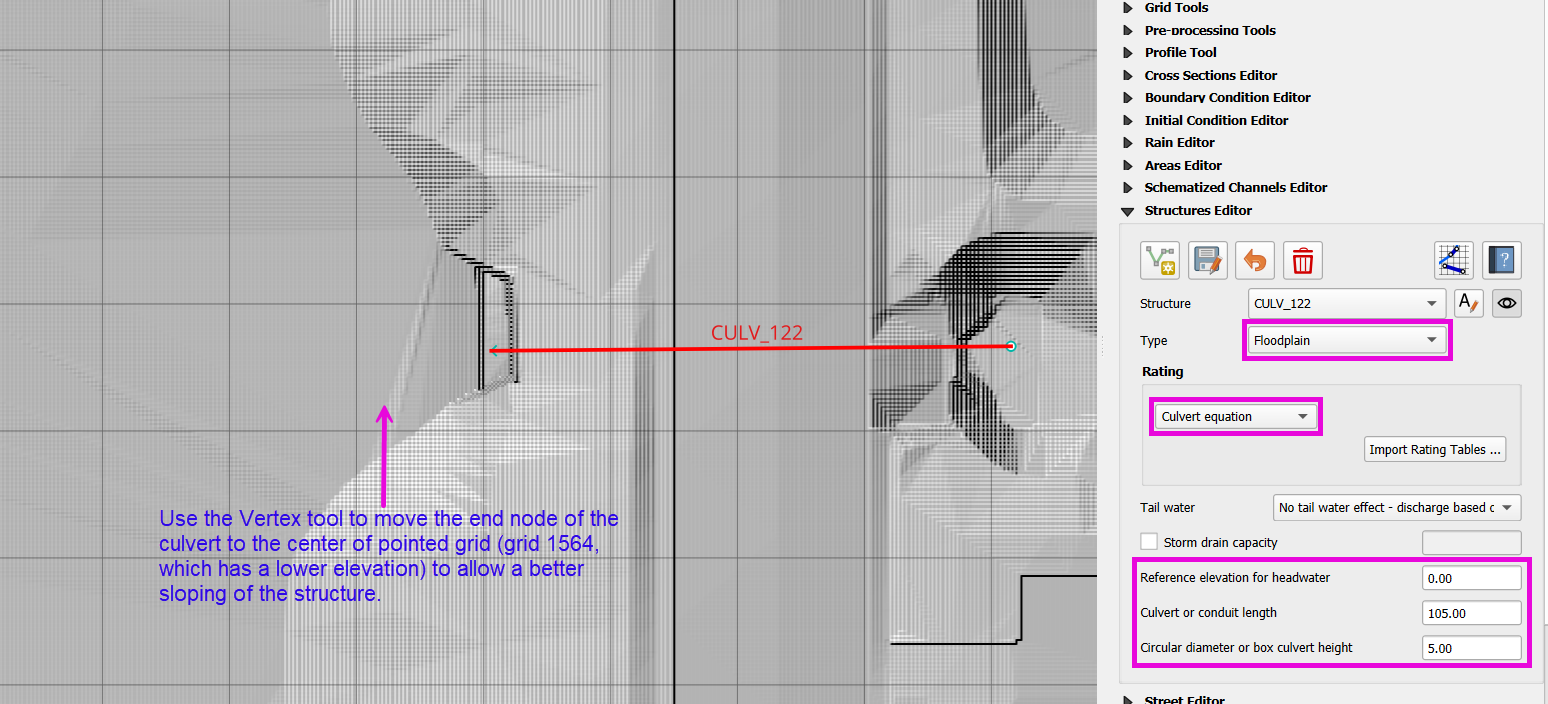 Grid Tools
Pre-processing Tools
Profile Tool
Cross Sections Editor
Boundary Condition Editor
Initial Condition Editor
Rain Editor
Areas Editor
Schematized Channels Editor
Structures Editor
?
Structure
CULV_122
A
Type
Floodplain
Rating
Culvert equation
Import Rating Tables ...
Tail water
No tail water effect - discharge based c
Storm drain capacity
Reference elevation for headwater
0.00
Culvert or conduit length
105.00
Circular diameter or box culvert height
5.00
Street Editor
CULV_122
Use the Vertex tool to move the end node of the
culvert to the center of pointed grid (grid 1564,
which has a lower elevation) to allow a better
sloping of the structure.